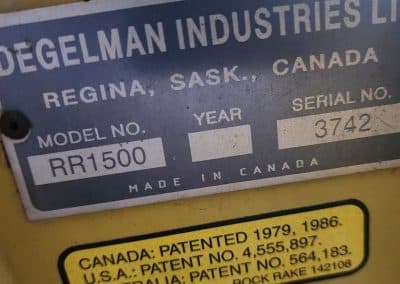 DEGELMAN INDUSTRIES
REGINA, SASK., CANADA
MODEL NO. YEAR SERIAL NO.
RR1500 3742
MADE IN CANADA
CANADA: PATENTED 1979, 1986.
U.S.A.: PATENT NO. 4,555,897.
PATENT NO. 564,183.
ROCK RAKE 142108